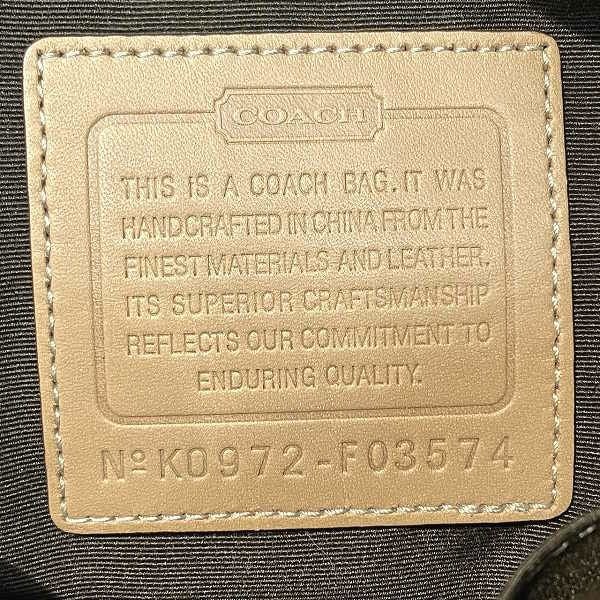 COACH
THIS IS A COACH BAG. IT WAS
HANDCRAFTED IN CHINA FROM THE
FINEST MATERIALS AND LEATHER.
ITS SUPERIOR CRAFTSMANSHIP
REFLECTS OUR COMMITMENT TO
ENDURING QUALITY.
Nº K0972-F03574